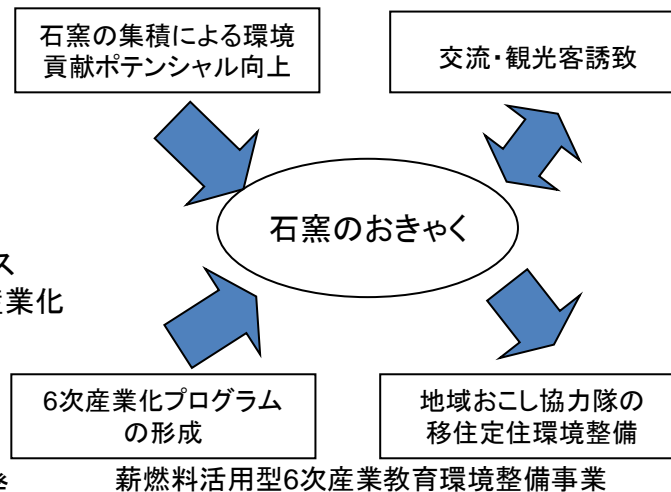 石窯の集積による環境
貢献ポテンシャル向上
交流・観光客誘致
石窯のおきゃく
ス
業化
6次産業化プログラム
の形成
地域おこし協力隊の
移住定住環境整備
薪燃料活用型6次産業教育環境整備事業